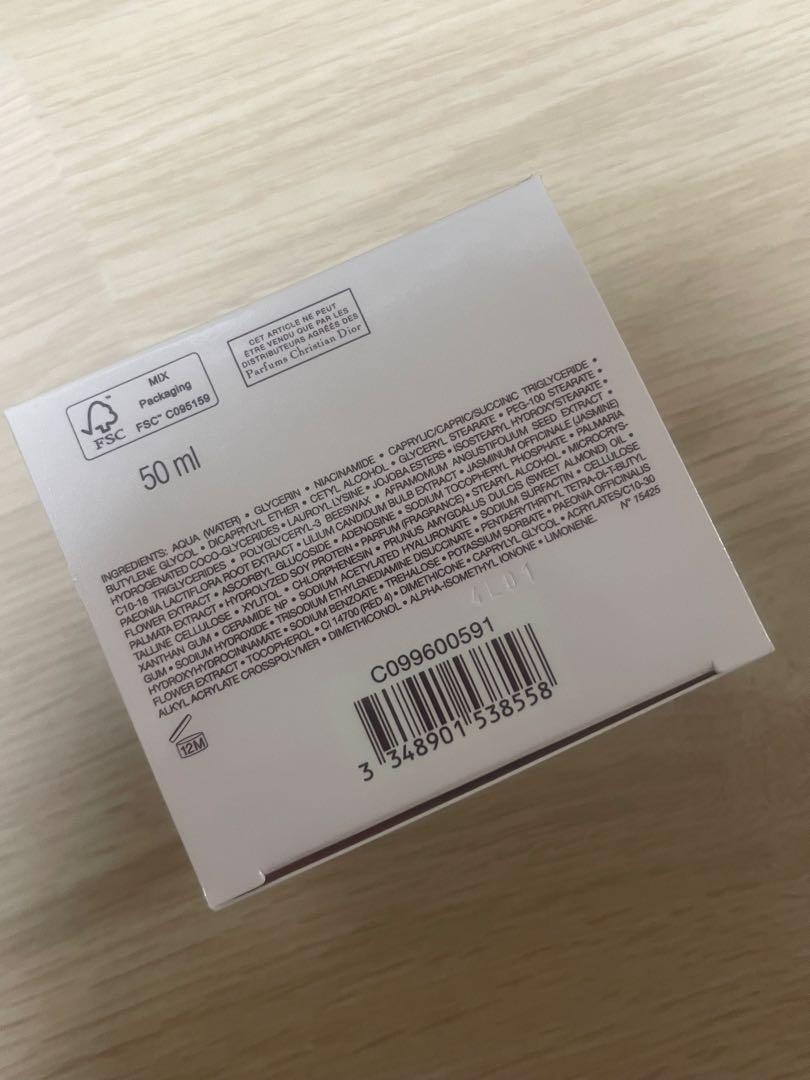 MIX
Packaging
FSC™ C095159
FSC
CET ARTICLE NE PEUT
ÊTRE VENDU QUE PAR LES
DISTRIBUTEURS AGRÉÉS DES
Parfums Christian Dior
50 ml
INGREDIENTS: AQUA (WATER) • GLYCERIN • NIACINAMIDE • CAPRYLIC/CAPRIC/SUCCINIC TRIGLYCERIDE •
BUTYLENE GLYCOL • DICAPRYLYL ETHER • CETYL ALCOHOL • GLYCERYL STEARATE • PEG-100 STEARATE •
HYDROGENATED COCO-GLYCERIDES • LAUROYL LYSINE • JOJOBA ESTERS • ISOSTEARYL HYDROXYSTEARATE •
C10-18 TRIGLYCERIDES • POLYGLYCERYL-3 BEESWAX • AFRAMOMUM ANGUSTIFOLIUM SEED EXTRACT •
PAEONIA LACTIFLORA ROOT EXTRACT • LILIUM CANDIDUM BULB EXTRACT • JASMINUM OFFICINALE (JASMINE)
FLOWER EXTRACT • ASCORBYL GLUCOSIDE • ADENOSINE • SODIUM TOCOPHERYL PHOSPHATE • PALMARIA
PALMATA EXTRACT • HYDROLYZED SOY PROTEIN • PARFUM (FRAGRANCE) • STEARYL ALCOHOL • MICROCRYS-
TALLINE CELLULOSE • XYLITOL • CHLORPHENESIN • PRUNUS AMYGDALUS DULCIS (SWEET ALMOND) OIL •
XANTHAN GUM • CERAMIDE NP • SODIUM ACETYLATED HYALURONATE • SODIUM SURFACTIN • CELLULOSE
GUM • SODIUM HYDROXIDE • TRISODIUM ETHYLENEDIAMINE DISUCCINATE • PENTAERYTHRITYL TETRA-DI-T-BUTYL
HYDROXYHYDROCINNAMATE • SODIUM BENZOATE • TREHALOSE • POTASSIUM SORBATE • PAEONIA OFFICINALIS
FLOWER EXTRACT • TOCOPHEROL • CI 14700 (RED 4) • DIMETHICONE • CAPRYLYL GLYCOL • ACRYLATES/C10-30
ALKYL ACRYLATE CROSSPOLYMER • DIMETHICONOL • ALPHA-ISOMETHYL IONONE • LIMONENE. N° 15425
4L01
12M
C099600591
3 348901 538558